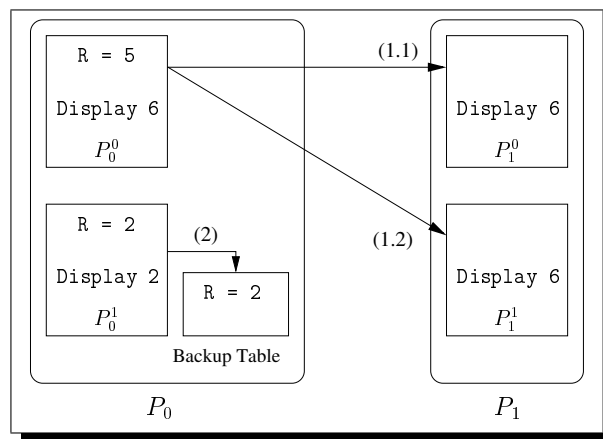 R = 5
Display 6
P_0^0
(1.1)
Display 6
P_1^0
R = 2
Display 2
P_0^1
(2)
R = 2
Backup Table
(1.2)
Display 6
P_1^1
P_0
P_1